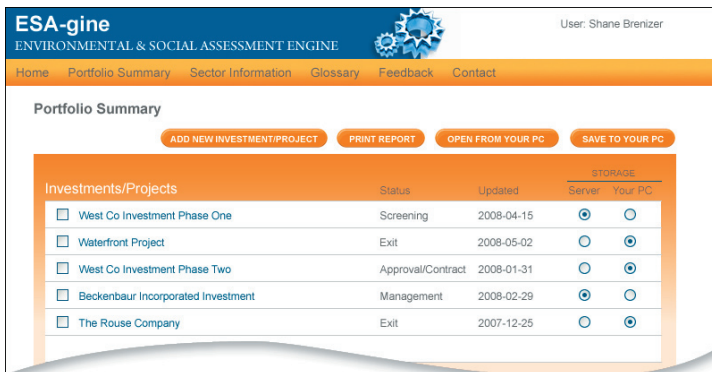 ESA-gine
User: Shane Brenizer
ENVIRONMENTAL & SOCIAL ASSESSMENT ENGINE
Home Portfolio Summary Sector Information Glossary Feedback Contact
Portfolio Summary
ADD NEW INVESTMENT/PROJECT PRINT REPORT OPEN FROM YOUR PC SAVE TO YOUR PC
STORAGE
Investments/Projects Status Updated Server Your PC
West Co Investment Phase One Screening 2008-04-15
Waterfront Project Exit 2008-05-02
West Co Investment Phase Two Approval/Contract 2008-01-31
Beckenbaur Incorporated Investment Management 2008-02-29
The Rouse Company Exit 2007-12-25